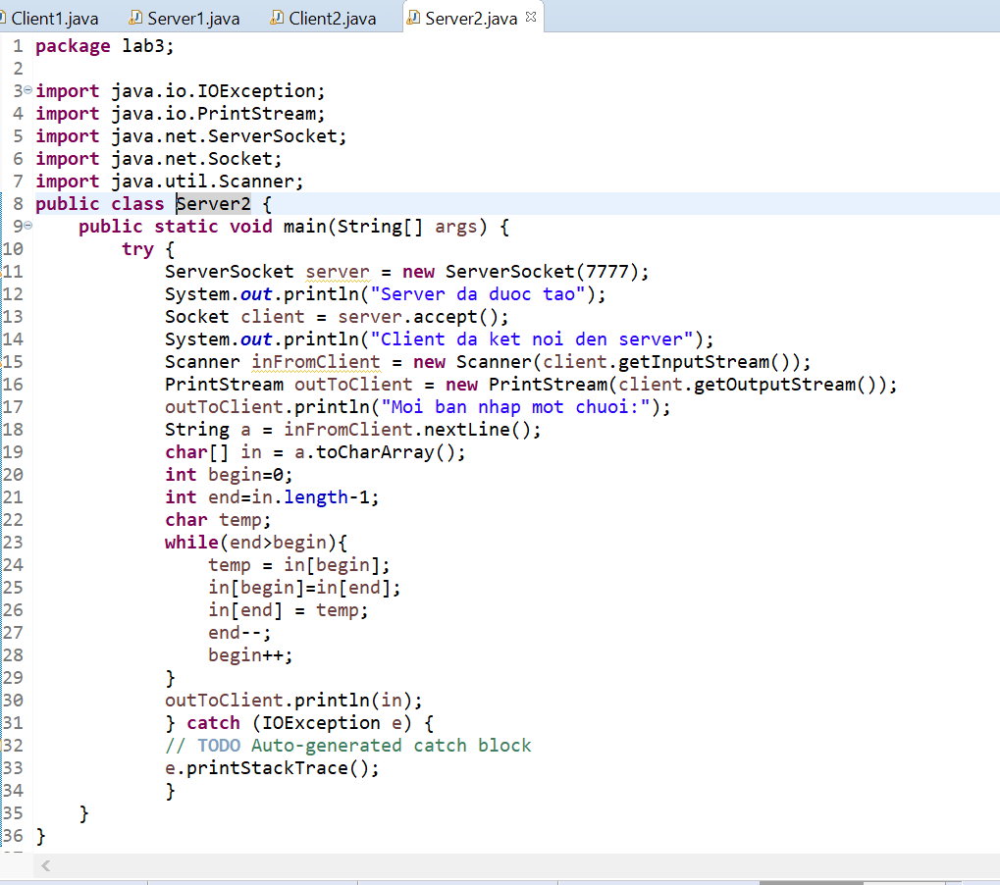 Client1.java Server1.java Client2.java Server2.java
1 package lab3;
2
3 import java.io.IOException;
4 import java.io.PrintStream;
5 import java.net.ServerSocket;
6 import java.net.Socket;
7 import java.util.Scanner;
8 public class Server2 {
9     public static void main(String[] args) {
10         try {
11             ServerSocket server = new ServerSocket(7777);
12             System.out.println("Server da duoc tao");
13             Socket client = server.accept();
14             System.out.println("Client da ket noi den server");
15             Scanner inFromClient = new Scanner(client.getInputStream());
16             PrintStream outToClient = new PrintStream(client.getOutputStream());
17             outToClient.println("Moi ban nhap mot chuoi:");
18             String a = inFromClient.nextLine();
19             char[] in = a.toCharArray();
20             int begin=0;
21             int end=in.length-1;
22             char temp;
23             while(end>begin){
24                 temp = in[begin];
25                 in[begin]=in[end];
26                 in[end] = temp;
27                 end--;
28                 begin++;
29             }
30             outToClient.println(in);
31             } catch (IOException e) {
32             // TODO Auto-generated catch block
33             e.printStackTrace();
34             }
35     }
36 }